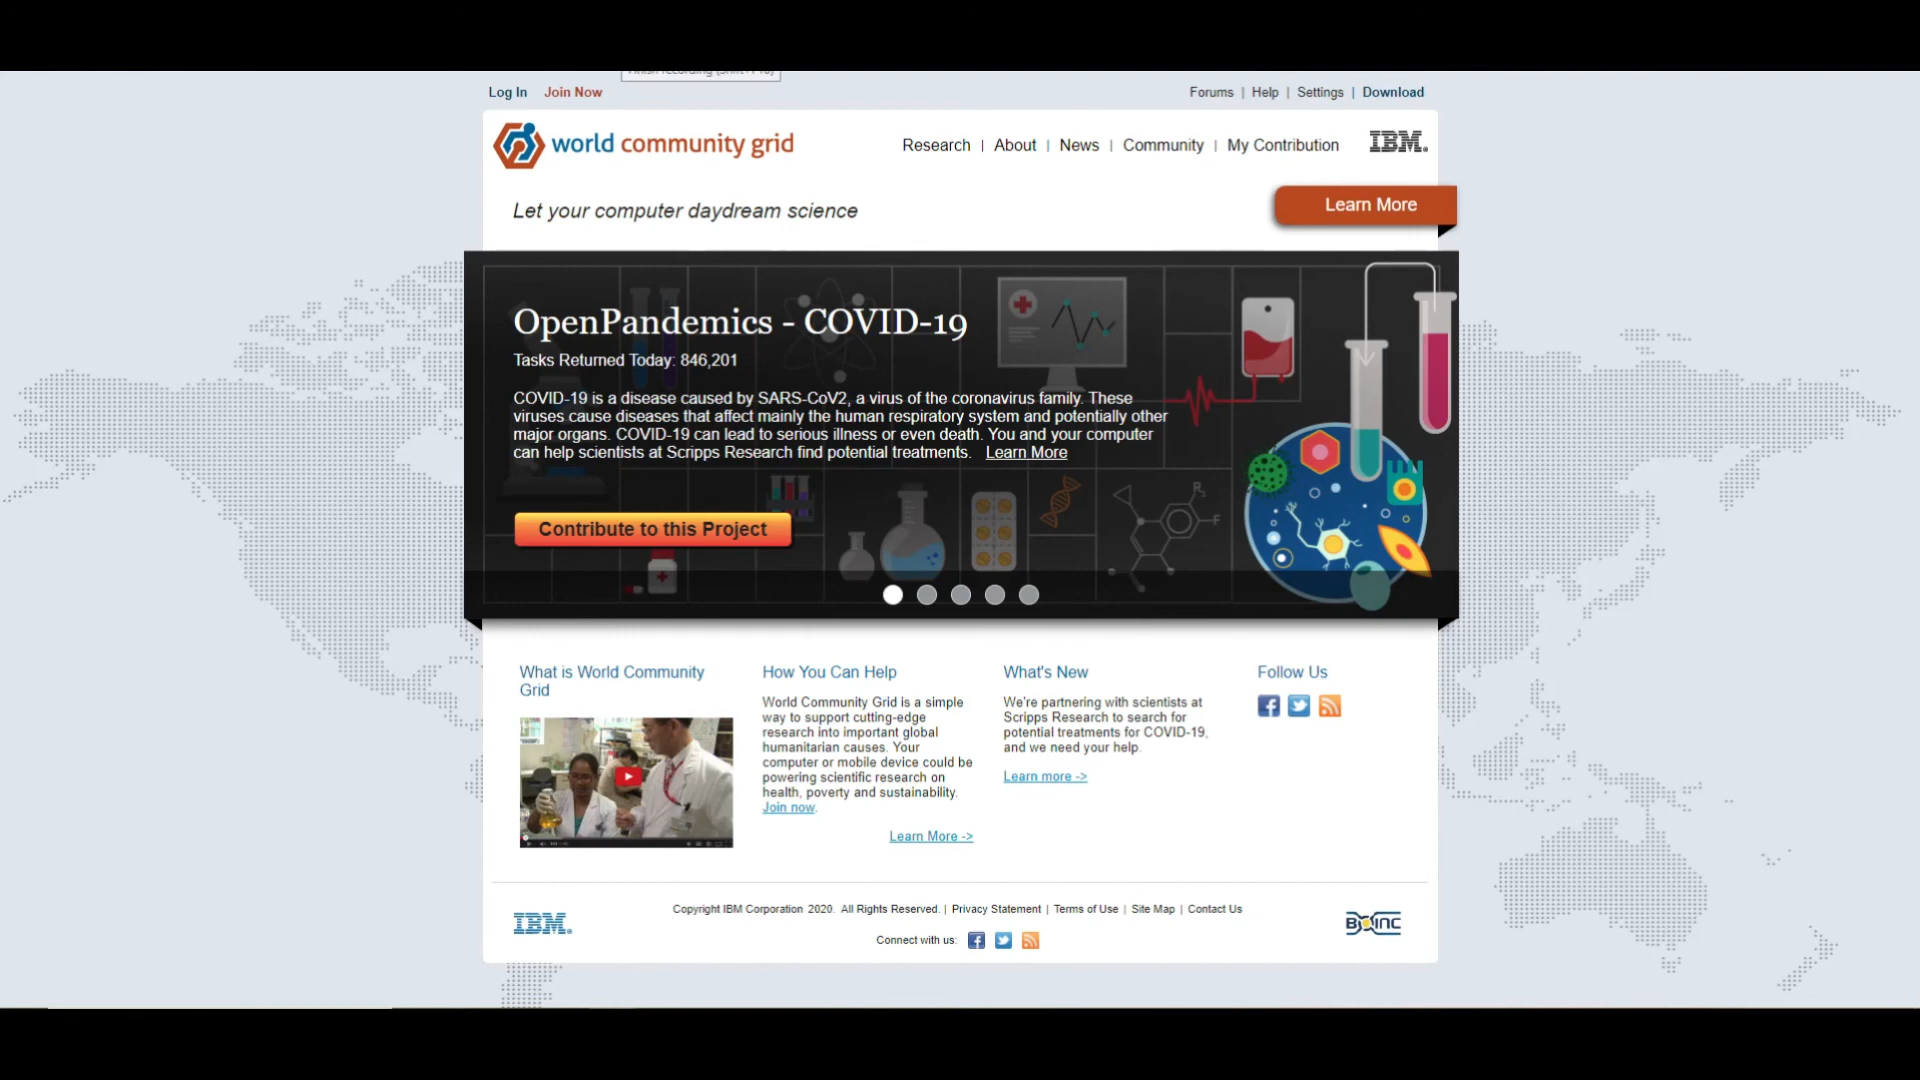 Finish recording (Shift+F10)
Log In Join Now
Forums | Help | Settings | Download
world community grid
Research | About | News | Community | My Contribution
IBM
Let your computer daydream science
Learn More
OpenPandemics - COVID-19
Tasks Returned Today: 846,201
COVID-19 is a disease caused by SARS-CoV2, a virus of the coronavirus family. These
viruses cause diseases that affect mainly the human respiratory system and potentially other
major organs. COVID-19 can lead to serious illness or even death. You and your computer
can help scientists at Scripps Research find potential treatments. Learn More
Contribute to this Project
What is World Community
Grid
How You Can Help
World Community Grid is a simple
way to support cutting-edge
research into important global
humanitarian causes. Your
computer or mobile device could be
powering scientific research on
health, poverty and sustainability.
Join now.
Learn More ->
What's New
We're partnering with scientists at
Scripps Research to search for
potential treatments for COVID-19,
and we need your help.
Learn more ->
Follow Us
IBM
Copyright IBM Corporation 2020. All Rights Reserved. | Privacy Statement | Terms of Use | Site Map | Contact Us
Connect with us:
BOINC